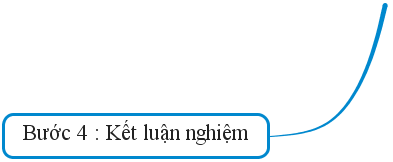 Bước 4 : Kết luận nghiệm